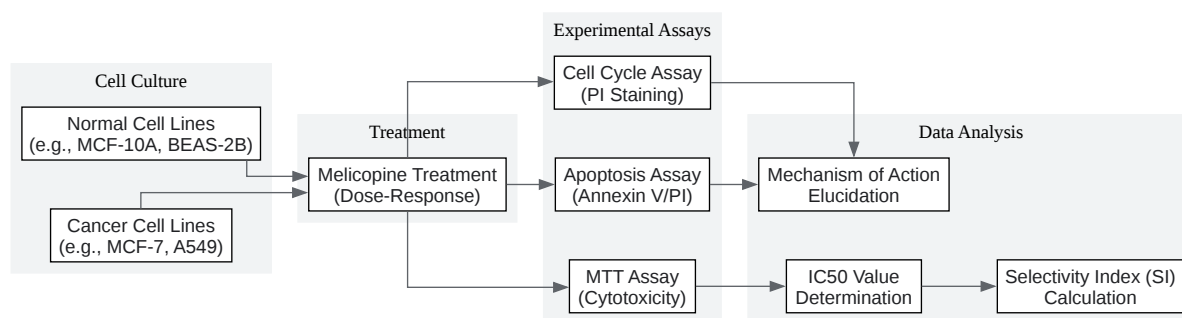 Cell Culture
Normal Cell Lines
(e.g., MCF-10A, BEAS-2B)
Cancer Cell Lines
(e.g., MCF-7, A549)
Treatment
Melicopine Treatment
(Dose-Response)
Experimental Assays
Cell Cycle Assay
(PI Staining)
Apoptosis Assay
(Annexin V/PI)
MTT Assay
(Cytotoxicity)
Data Analysis
Mechanism of Action
Elucidation
IC50 Value
Determination
Selectivity Index (SI)
Calculation